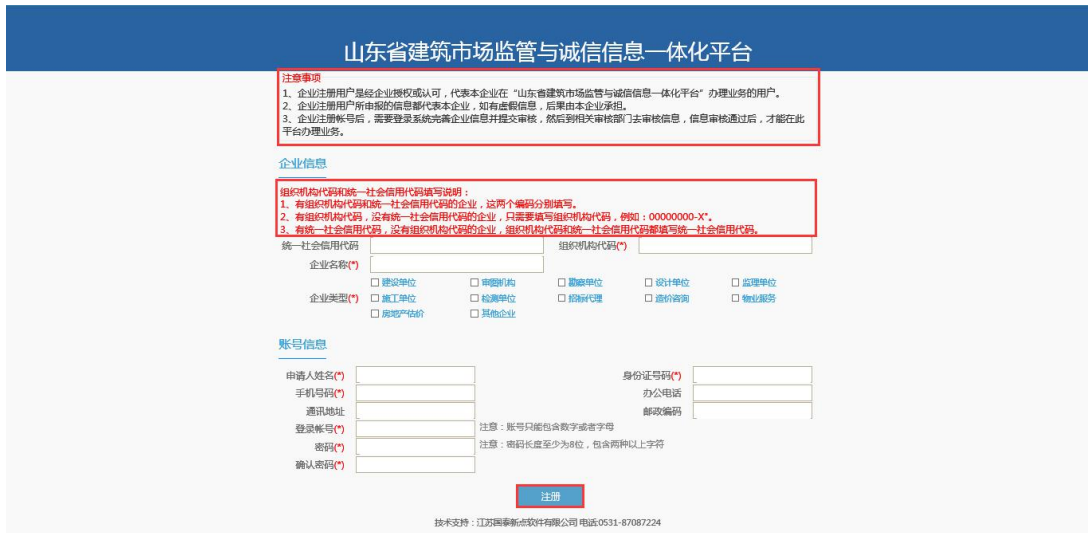 山东省建筑市场监管与诚信信息一体化平台
注意事项
1、企业注册用户是经企业授权或认可，代表本企业在“山东省建筑市场监管与诚信信息一体化平台”办理业务的用户。
2、企业注册用户所申报的信息都代表本企业，如有虚假信息，后果由本企业承担。
3、企业注册帐号后，需要登录系统完善企业信息并提交审核，然后到相关审核部门去审核信息，信息审核通过后，才能在此
平台办理业务。
企业信息
组织机构代码和统一社会信用代码填写说明：
1、有组织机构代码和统一社会信用代码的企业，这两个编码分别填写。
2、有组织机构代码，没有统一社会信用代码的企业，只需要填写组织机构代码，例如：00000000-X"。
3、有统一社会信用代码，没有组织机构代码的企业，组织机构代码和统一社会信用代码都填写统一社会信用代码。
统一社会信用代码 组织机构代码(*)
企业名称(*)
建设单位 审图机构 勘察单位 设计单位 监理单位
企业类型(*) 施工单位 检测单位 招标代理 造价咨询 物业服务
房地产估价 其他企业
账号信息
申请人姓名(*) 身份证号码(*)
手机号码(*) 办公电话
通讯地址 邮政编码
登录帐号(*) 注意：账号只能包含数字或者字母
密码(*) 注意：密码长度至少为8位，包含两种以上字符
确认密码(*)
注册
技术支持：江苏国泰新点软件有限公司 电话:0531-87087224